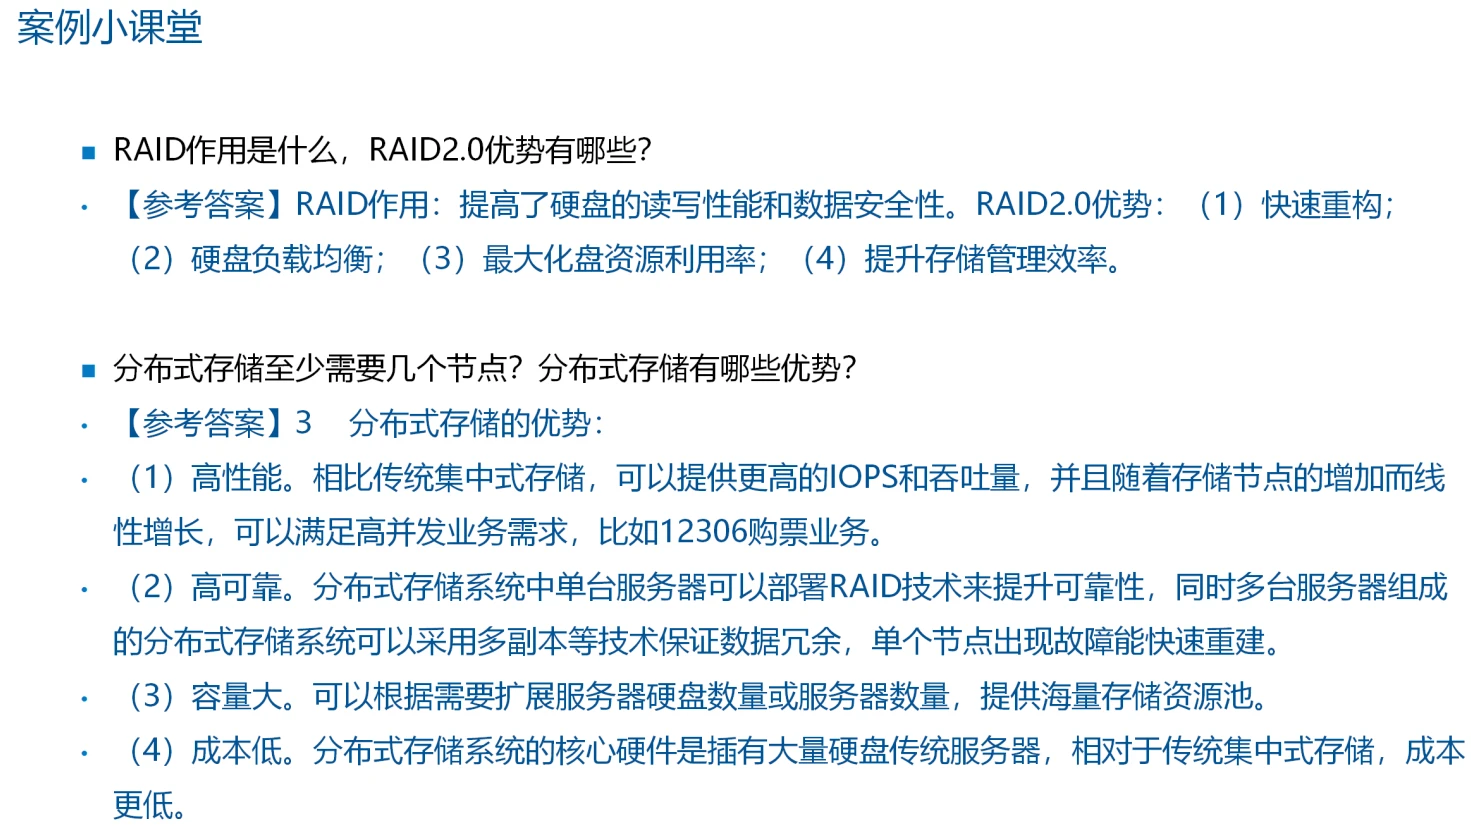 案例小课堂
■ RAID作用是什么，RAID2.0优势有哪些？
· 【参考答案】RAID作用：提高了硬盘的读写性能和数据安全性。RAID2.0优势：（1）快速重构；
（2）硬盘负载均衡；（3）最大化盘资源利用率；（4）提升存储管理效率。
■ 分布式存储至少需要几个节点？分布式存储有哪些优势？
· 【参考答案】3 分布式存储的优势：
· （1）高性能。相比传统集中式存储，可以提供更高的IOPS和吞吐量，并且随着存储节点的增加而线
性增长，可以满足高并发业务需求，比如12306购票业务。
· （2）高可靠。分布式存储系统中单台服务器可以部署RAID技术来提升可靠性，同时多台服务器组成
的分布式存储系统可以采用多副本等技术保证数据冗余，单个节点出现故障能快速重建。
· （3）容量大。可以根据需要扩展服务器硬盘数量或服务器数量，提供海量存储资源池。
· （4）成本低。分布式存储系统的核心硬件是插有大量硬盘传统服务器，相对于传统集中式存储，成本
更低。